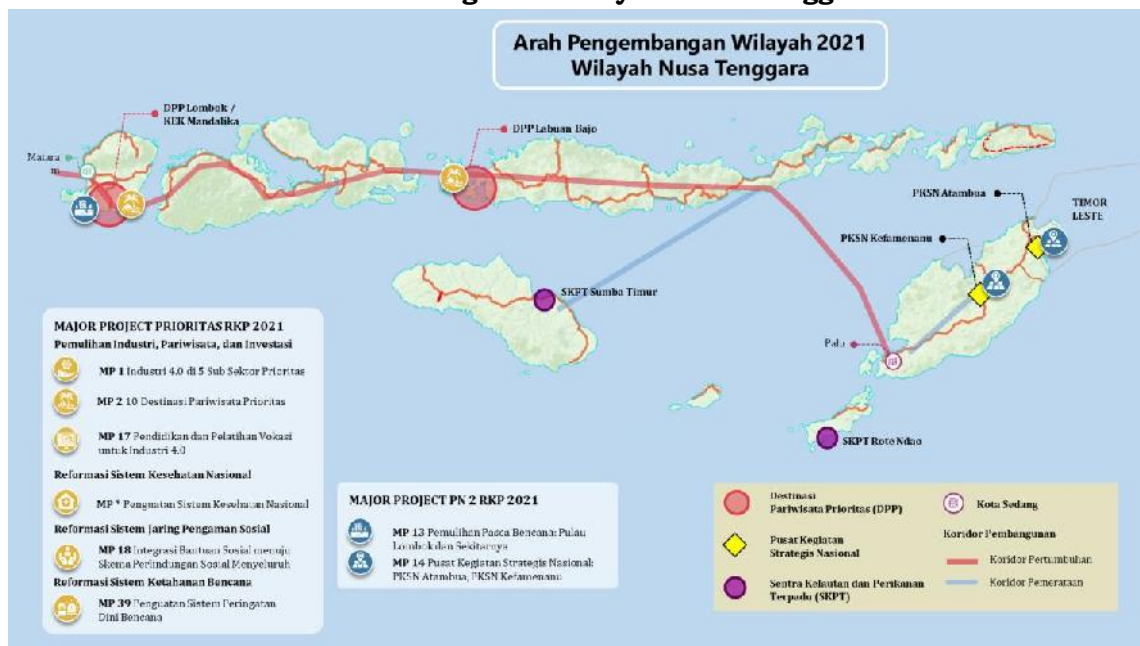 Arah Pengembangan Wilayah 2021
Wilayah Nusa Tenggara
DPP Lombok /
KEK Mandalika
DPP Labuan Bajo
Matara
m
PKSN Atambua
TIMOR
LESTE
PKSN Kefamenanu
SKPT Sumba Timur
Palu
SKPT Rote Ndao
MAJOR PROJECT PRIORITAS RKP 2021
Pemulihan Industri, Pariwisata, dan Investasi
MP 1 Industri 4.0 di 5 Sub Sektor Prioritas
MP 2 10 Destinasi Pariwisata Prioritas
MP 17 Pendidikan dan Pelatihan Vokasi
untuk Industri 4.0
Reformasi Sistem Kesehatan Nasional
MP * Penguatan Sistem Kesehatan Nasional
Reformasi Sistem Jaring Pengaman Sosial
MP 18 Integrasi Bantuan Sosial menuju
Skema Perlindungan Sosial Menyeluruh
Reformasi Sistem Ketahanan Bencana
MP 39 Penguatan Sistem Peringatan
Dini Bencana
MAJOR PROJECT PN 2 RKP 2021
MP 13 Pemulihan Pasca Bencana: Pulau
Lombok dan Sekitarnya
MP 14 Pusat Kegiatan Strategis Nasional:
PKSN Atambua, PKSN Kefamenanu
Destinasi
Pariwisata Prioritas (DPP)
Pusat Kegiatan
Strategis Nasional
Sentra Kelautan dan Perikanan
Terpadu (SKPT)
Kota Sedang
Koridor Pembangunan
Koridor Pertumbuhan
Koridor Pemerataan